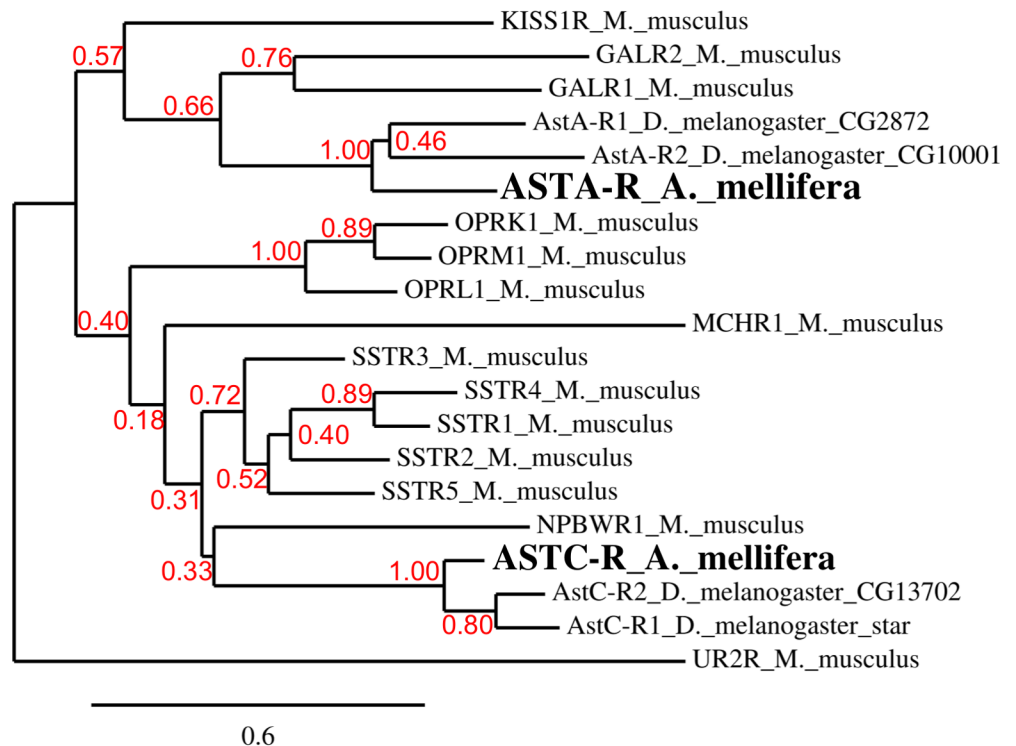 KISS1R_M._musculus
0.57
GALR2_M._musculus
0.76
GALR1_M._musculus
0.66
AstA-R1_D._melanogaster_CG2872
0.46
1.00
AstA-R2_D._melanogaster_CG10001
ASTA-R_A._mellifera
OPRK1_M._musculus
0.89
1.00
OPRM1_M._musculus
OPRL1_M._musculus
0.40
MCHR1_M._musculus
SSTR3_M._musculus
0.72
0.89
SSTR4_M._musculus
0.18
SSTR1_M._musculus
0.40
SSTR2_M._musculus
0.52
SSTR5_M._musculus
0.31
NPBWR1_M._musculus
ASTC-R_A._mellifera
0.33
1.00
AstC-R2_D._melanogaster_CG13702
0.80
AstC-R1_D._melanogaster_star
UR2R_M._musculus
0.6